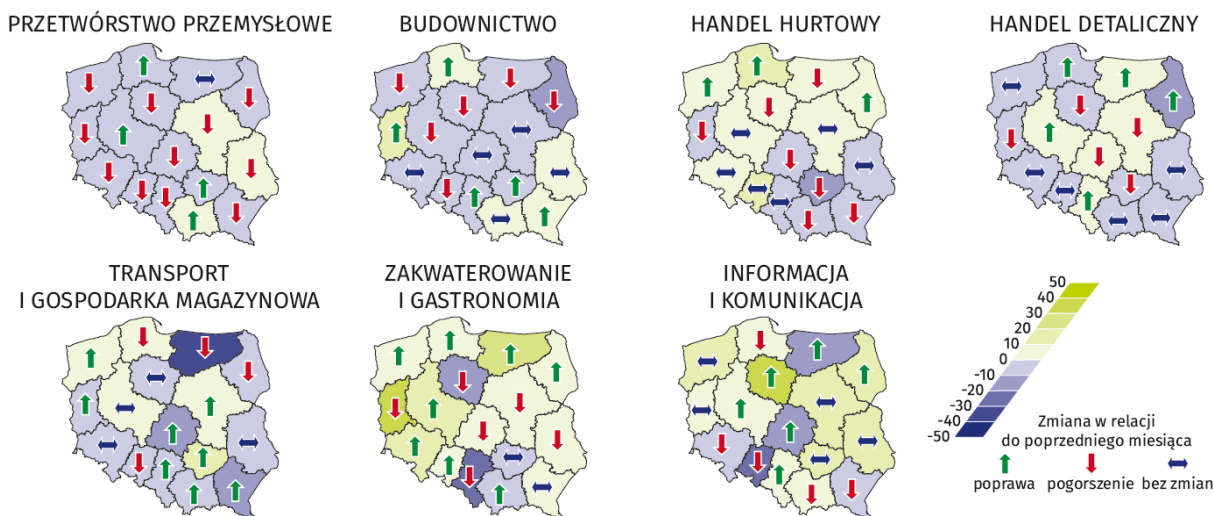 PRZETWÓRSTWO PRZEMYSŁOWE
BUDOWNICTWO
HANDEL HURTOWY
HANDEL DETALICZNY
TRANSPORT
I GOSPODARKA MAGAZYNOWA
ZAKWATEROWANIE
I GASTRONOMIA
INFORMACJA
I KOMUNIKACJA
50
40
30
20
10
0
-10
-20
-30
-40
-50
Zmiana w relacji
do poprzedniego miesiąca
poprawa pogorszenie bez zmian